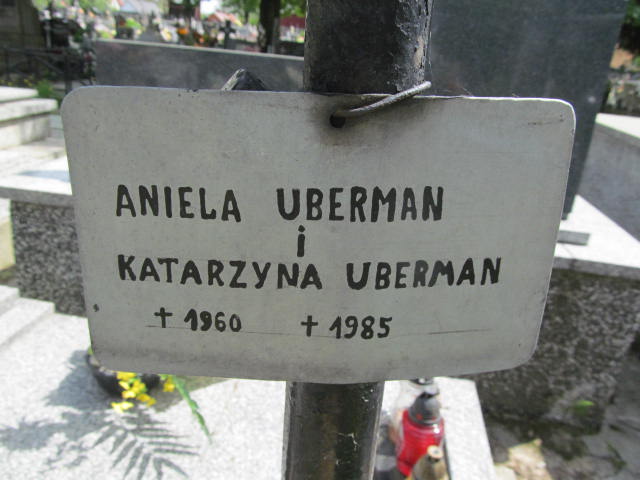 ANIELA UBERMAN
i
KATARZYNA UBERMAN
+ 1960 + 1985